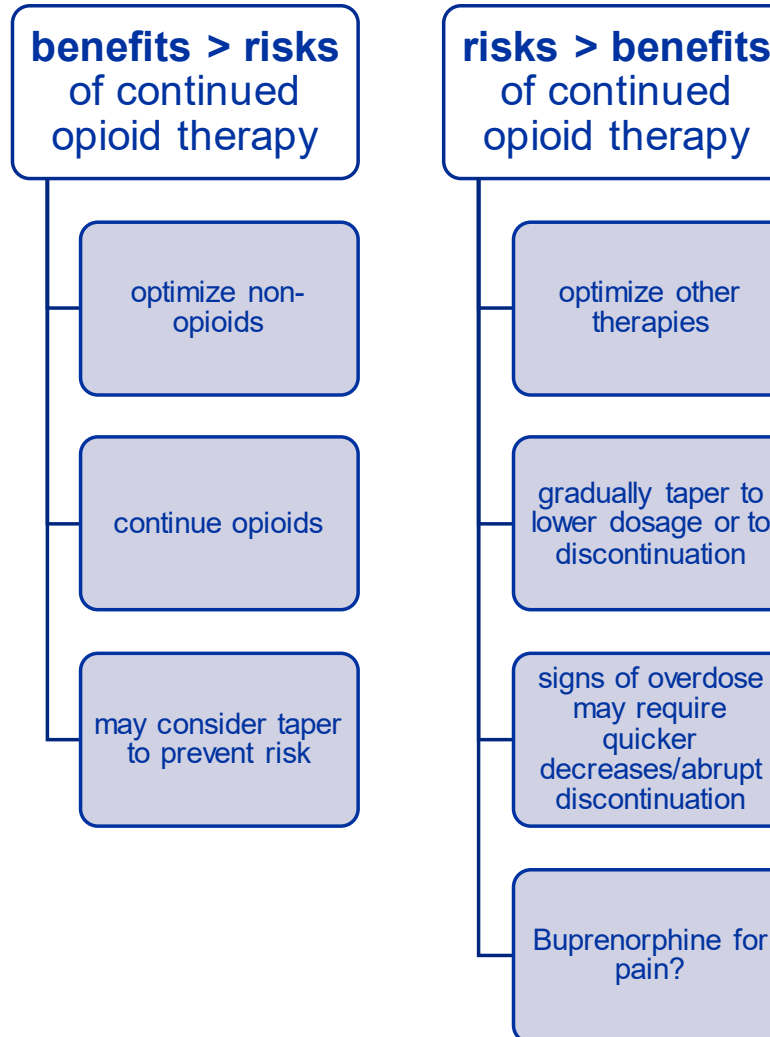 benefits > risks
of continued
opioid therapy
optimize non-
opioids
continue opioids
may consider taper
to prevent risk
risks > benefits
of continued
opioid therapy
optimize other
therapies
gradually taper to
lower dosage or to
discontinuation
signs of overdose
may require
quicker
decreases/abrupt
discontinuation
Buprenorphine for
pain?